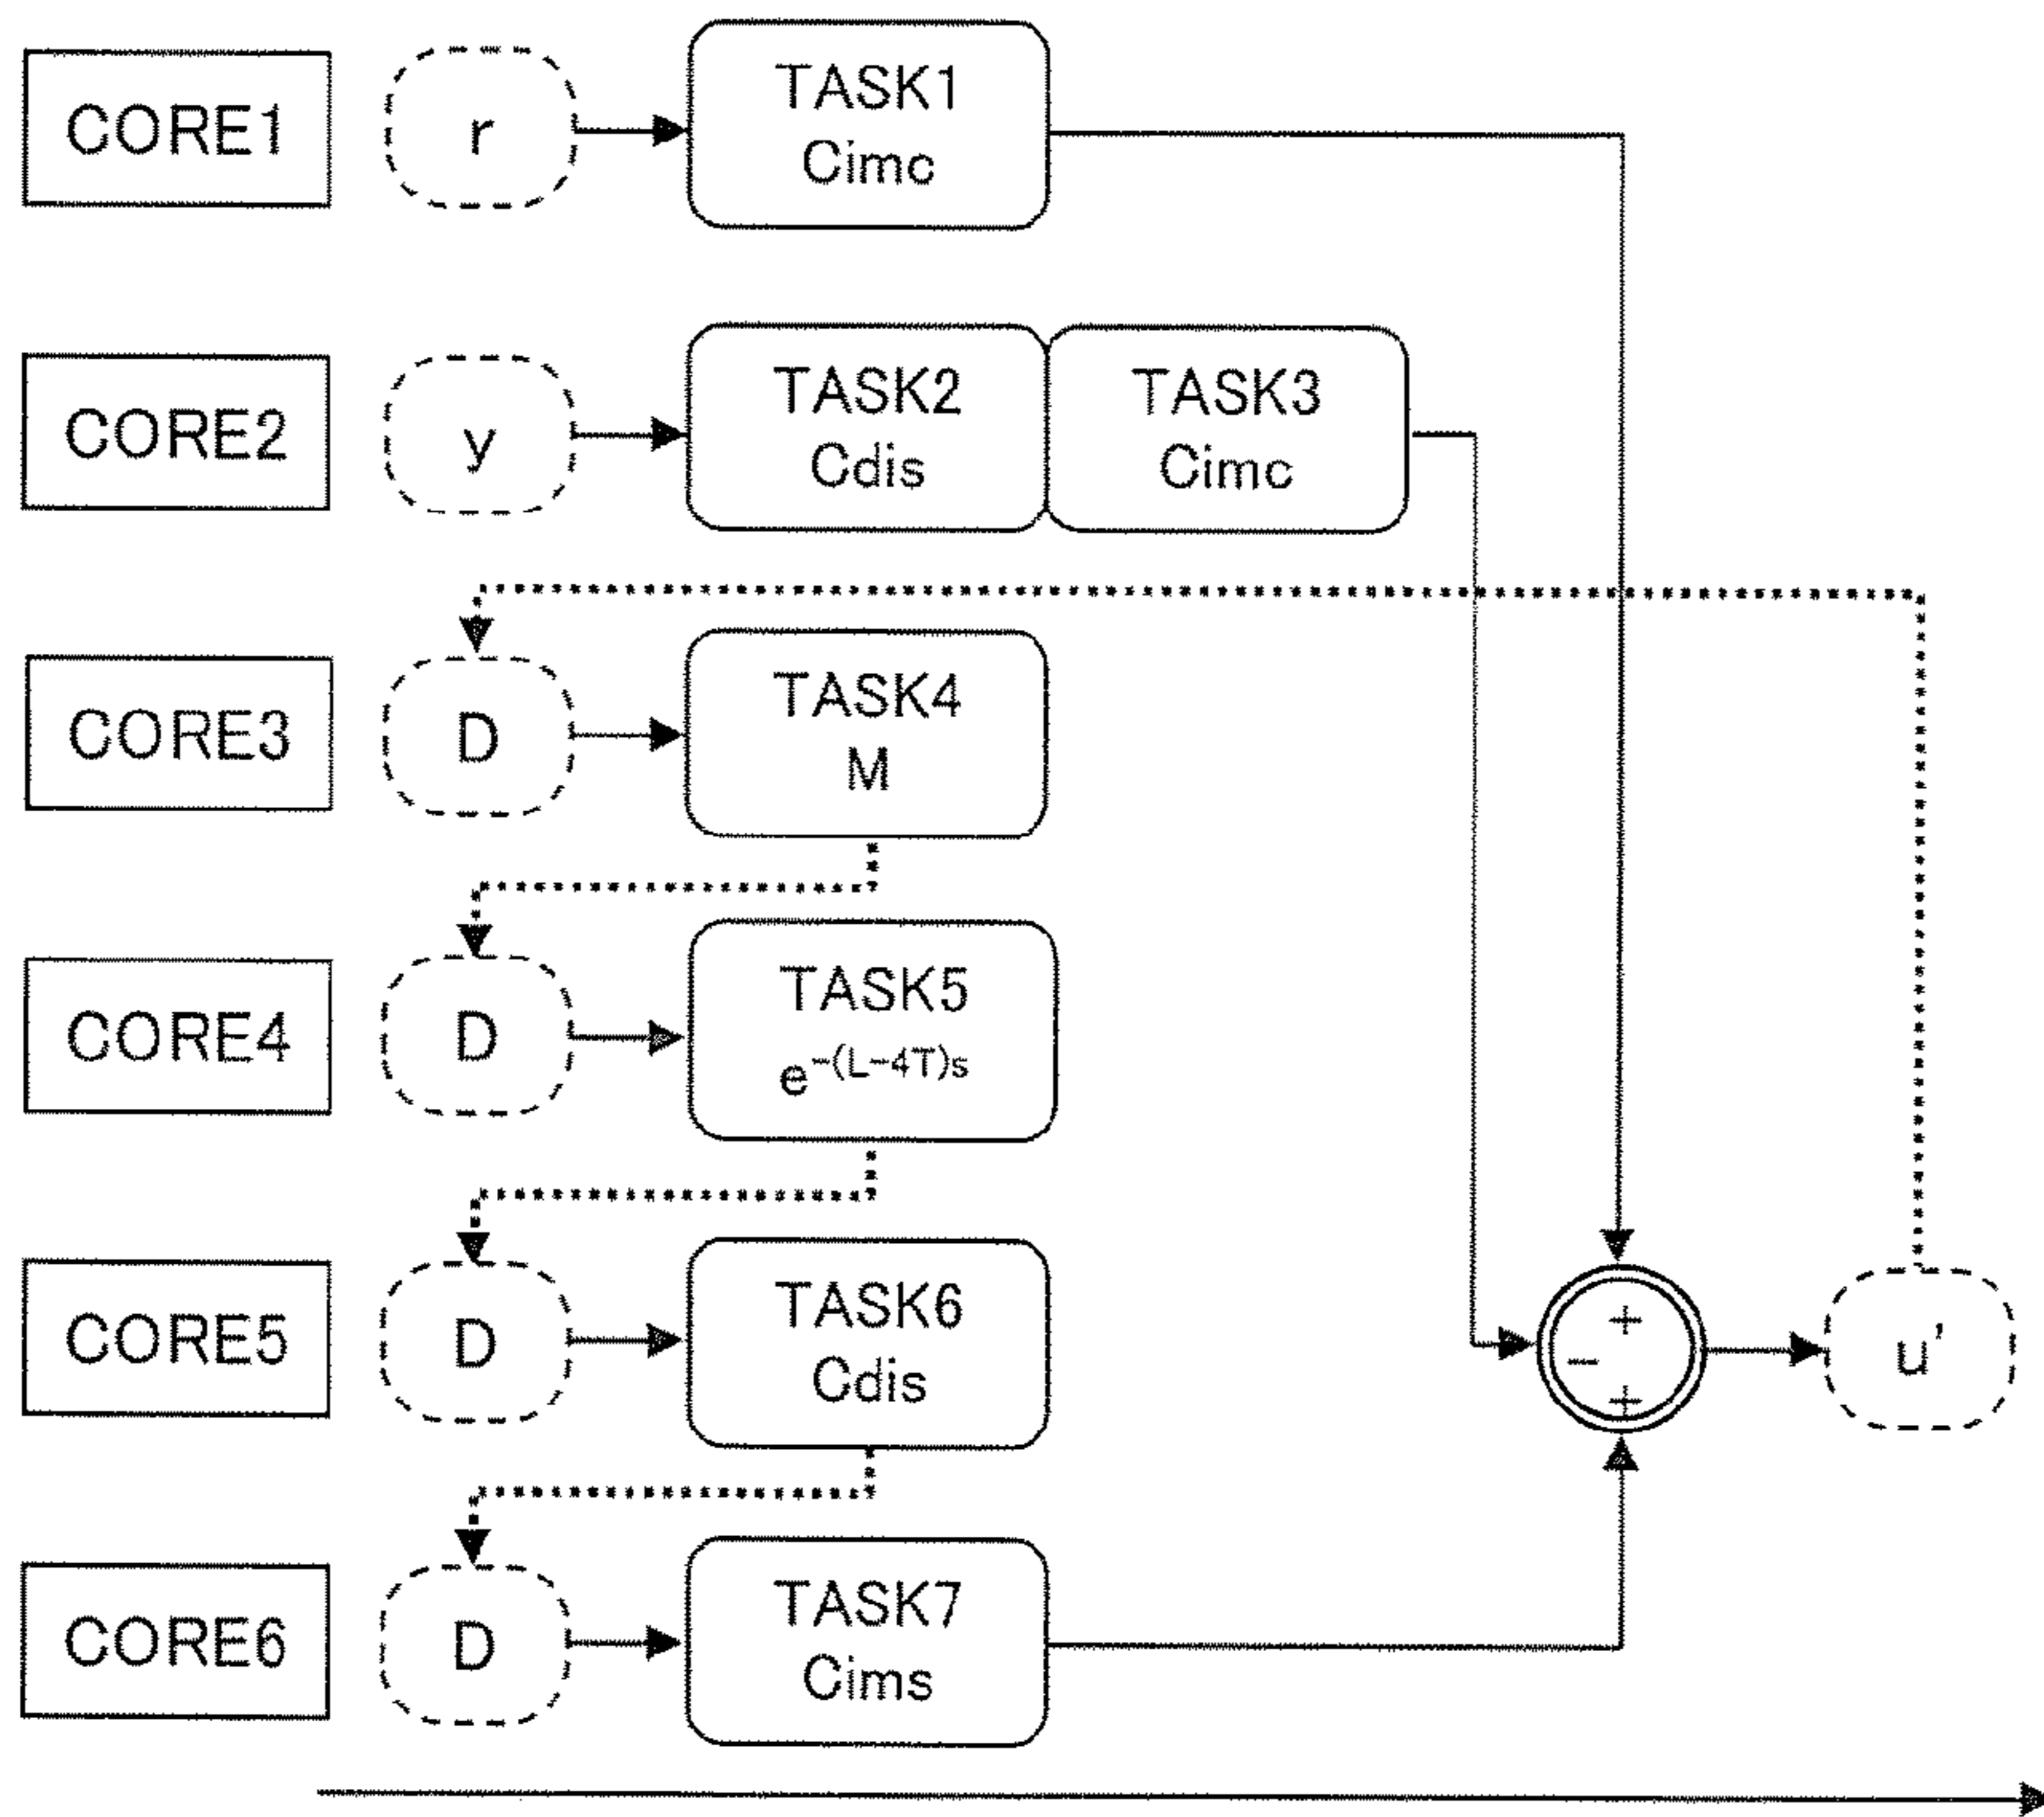 CORE1
r
TASK1
Cimc
CORE2
y
TASK2
Cdis
TASK3
Cimc
CORE3
D
TASK4
M
CORE4
D
TASK5
e-(L-4T)s
CORE5
D
TASK6
Cdis
+
-
+
u'
CORE6
D
TASK7
Cims